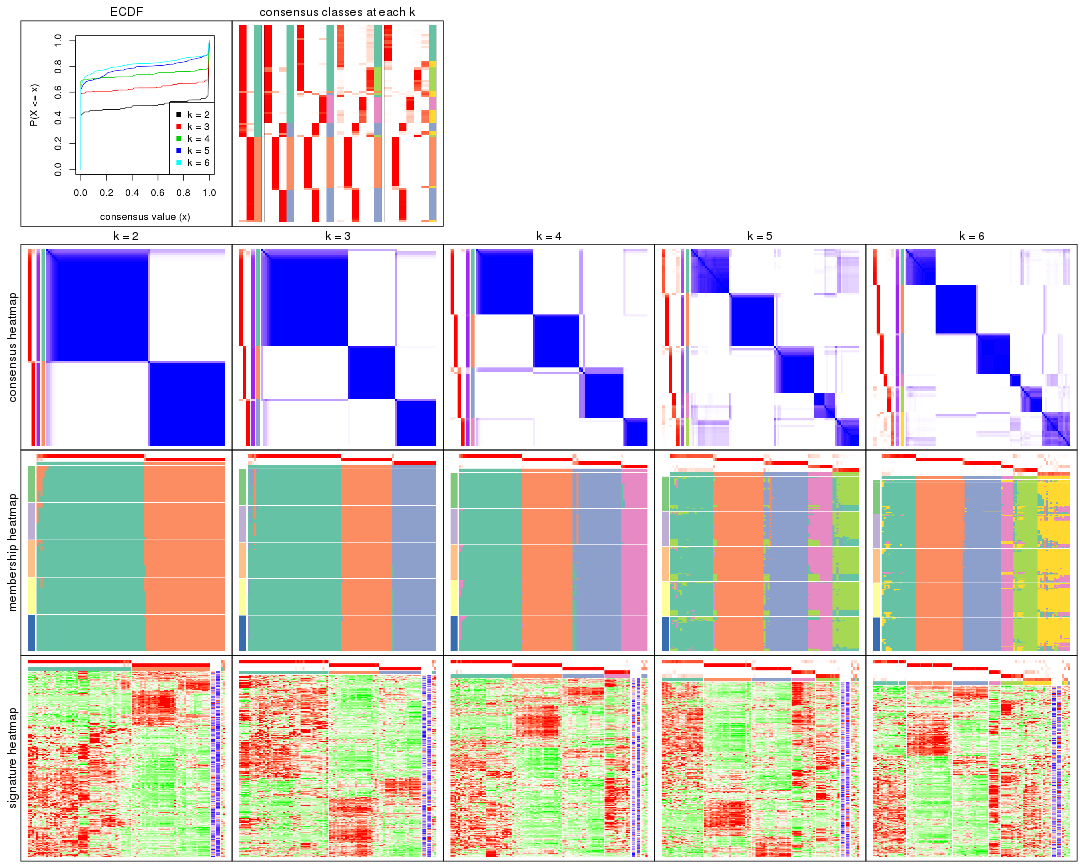 ECDF
consensus classes at each k
P(X <= x)
0.0 0.2 0.4 0.6 0.8 1.0
k = 2
k = 3
k = 4
k = 5
k = 6
0.0 0.2 0.4 0.6 0.8 1.0
consensus value (x)
k = 2
k = 3
k = 4
k = 5
k = 6
consensus heatmap
membership heatmap
signature heatmap